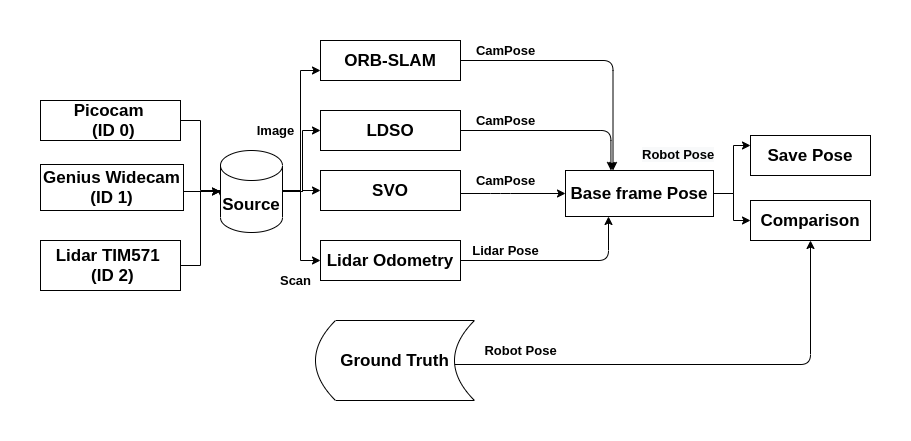 Picocam
(ID 0)
Genius Widecam
(ID 1)
Lidar TIM571
(ID 2)
Source
Image
Scan
ORB-SLAM
LDSO
SVO
Lidar Odometry
CamPose
CamPose
CamPose
Lidar Pose
Base frame Pose
Robot Pose
Save Pose
Comparison
Ground Truth
Robot Pose